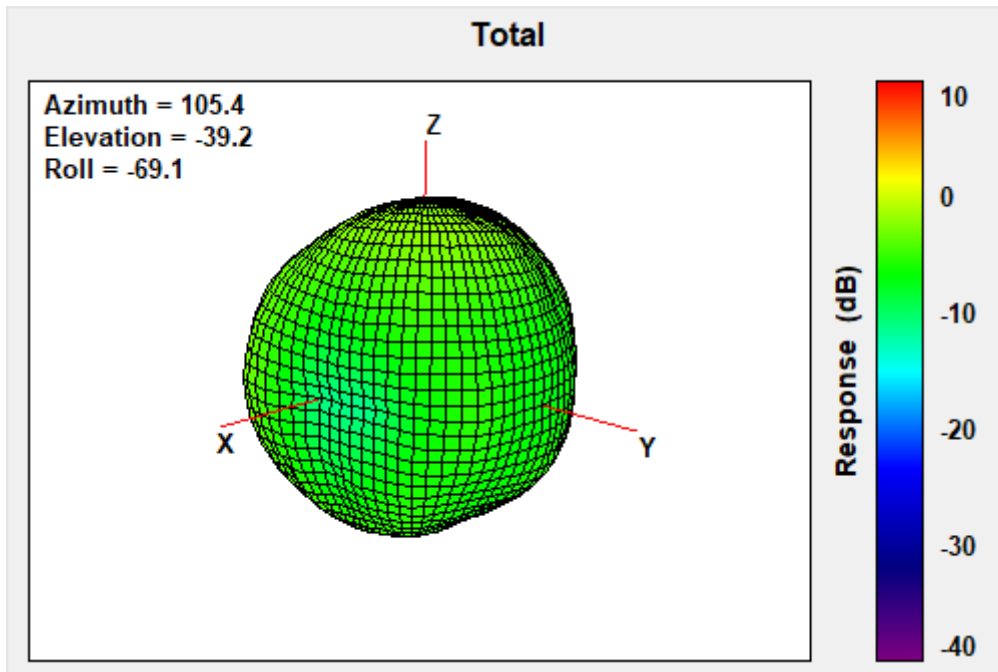 Total
Azimuth = 105.4
Elevation = -39.2
Roll = -69.1
Z
X
Y
Response (dB)
10
0
-10
-20
-30
-40